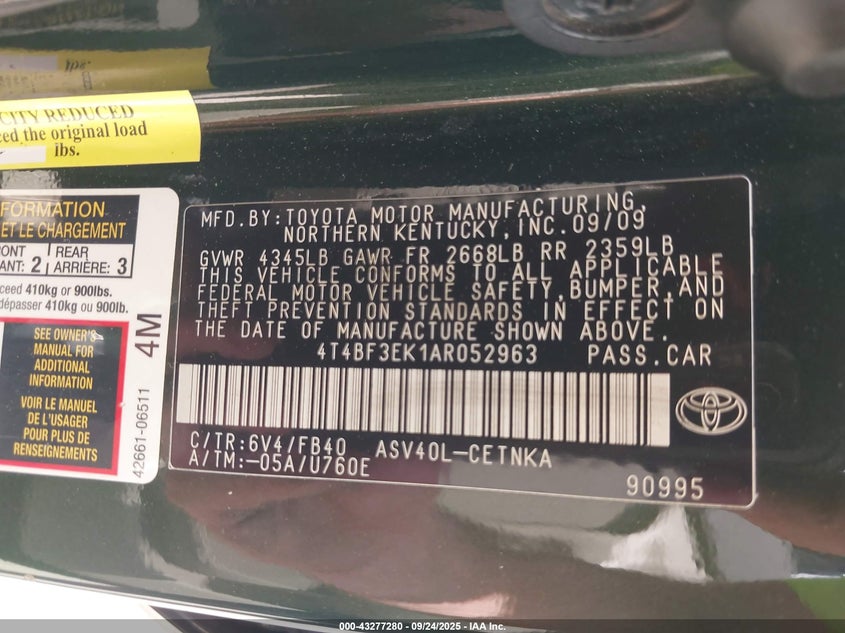 CITY REDUCED
ceed the original load
lbs.
FORMATION
ET LE CHARGEMENT
ONT
ANT: 2
REAR
ARRIÈRE: 3
ceed 410kg or 900lbs.
dépasser 410kg ou 900lb.
SEE OWNER'S
MANUAL FOR
ADDITIONAL
INFORMATION
VOIR LE MANUEL
DE L'USAGER
POUR PLUS DE
RENSEIGNEMENTS
4M
42661-06511
MFD.BY:TOYOTA MOTOR MANUFACTURING,
NORTHERN KENTUCKY,INC.09/09
GVWR 4345LB GAWR FR 2668LB RR 2359LB
THIS VEHICLE CONFORMS TO ALL APPLICABLE
FEDERAL MOTOR VEHICLE SAFETY,BUMPER,AND
THEFT PREVENTION STANDARDS IN EFFECT ON
THE DATE OF MANUFACTURE SHOWN ABOVE.
4T4BF3EK1AR052963 PASS.CAR
C/TR:6V4/FB40 ASV40L-CETNKA
A/TM:-05A/U760E
90995
000-43277280 - 09/24/2025 - IAA Inc.